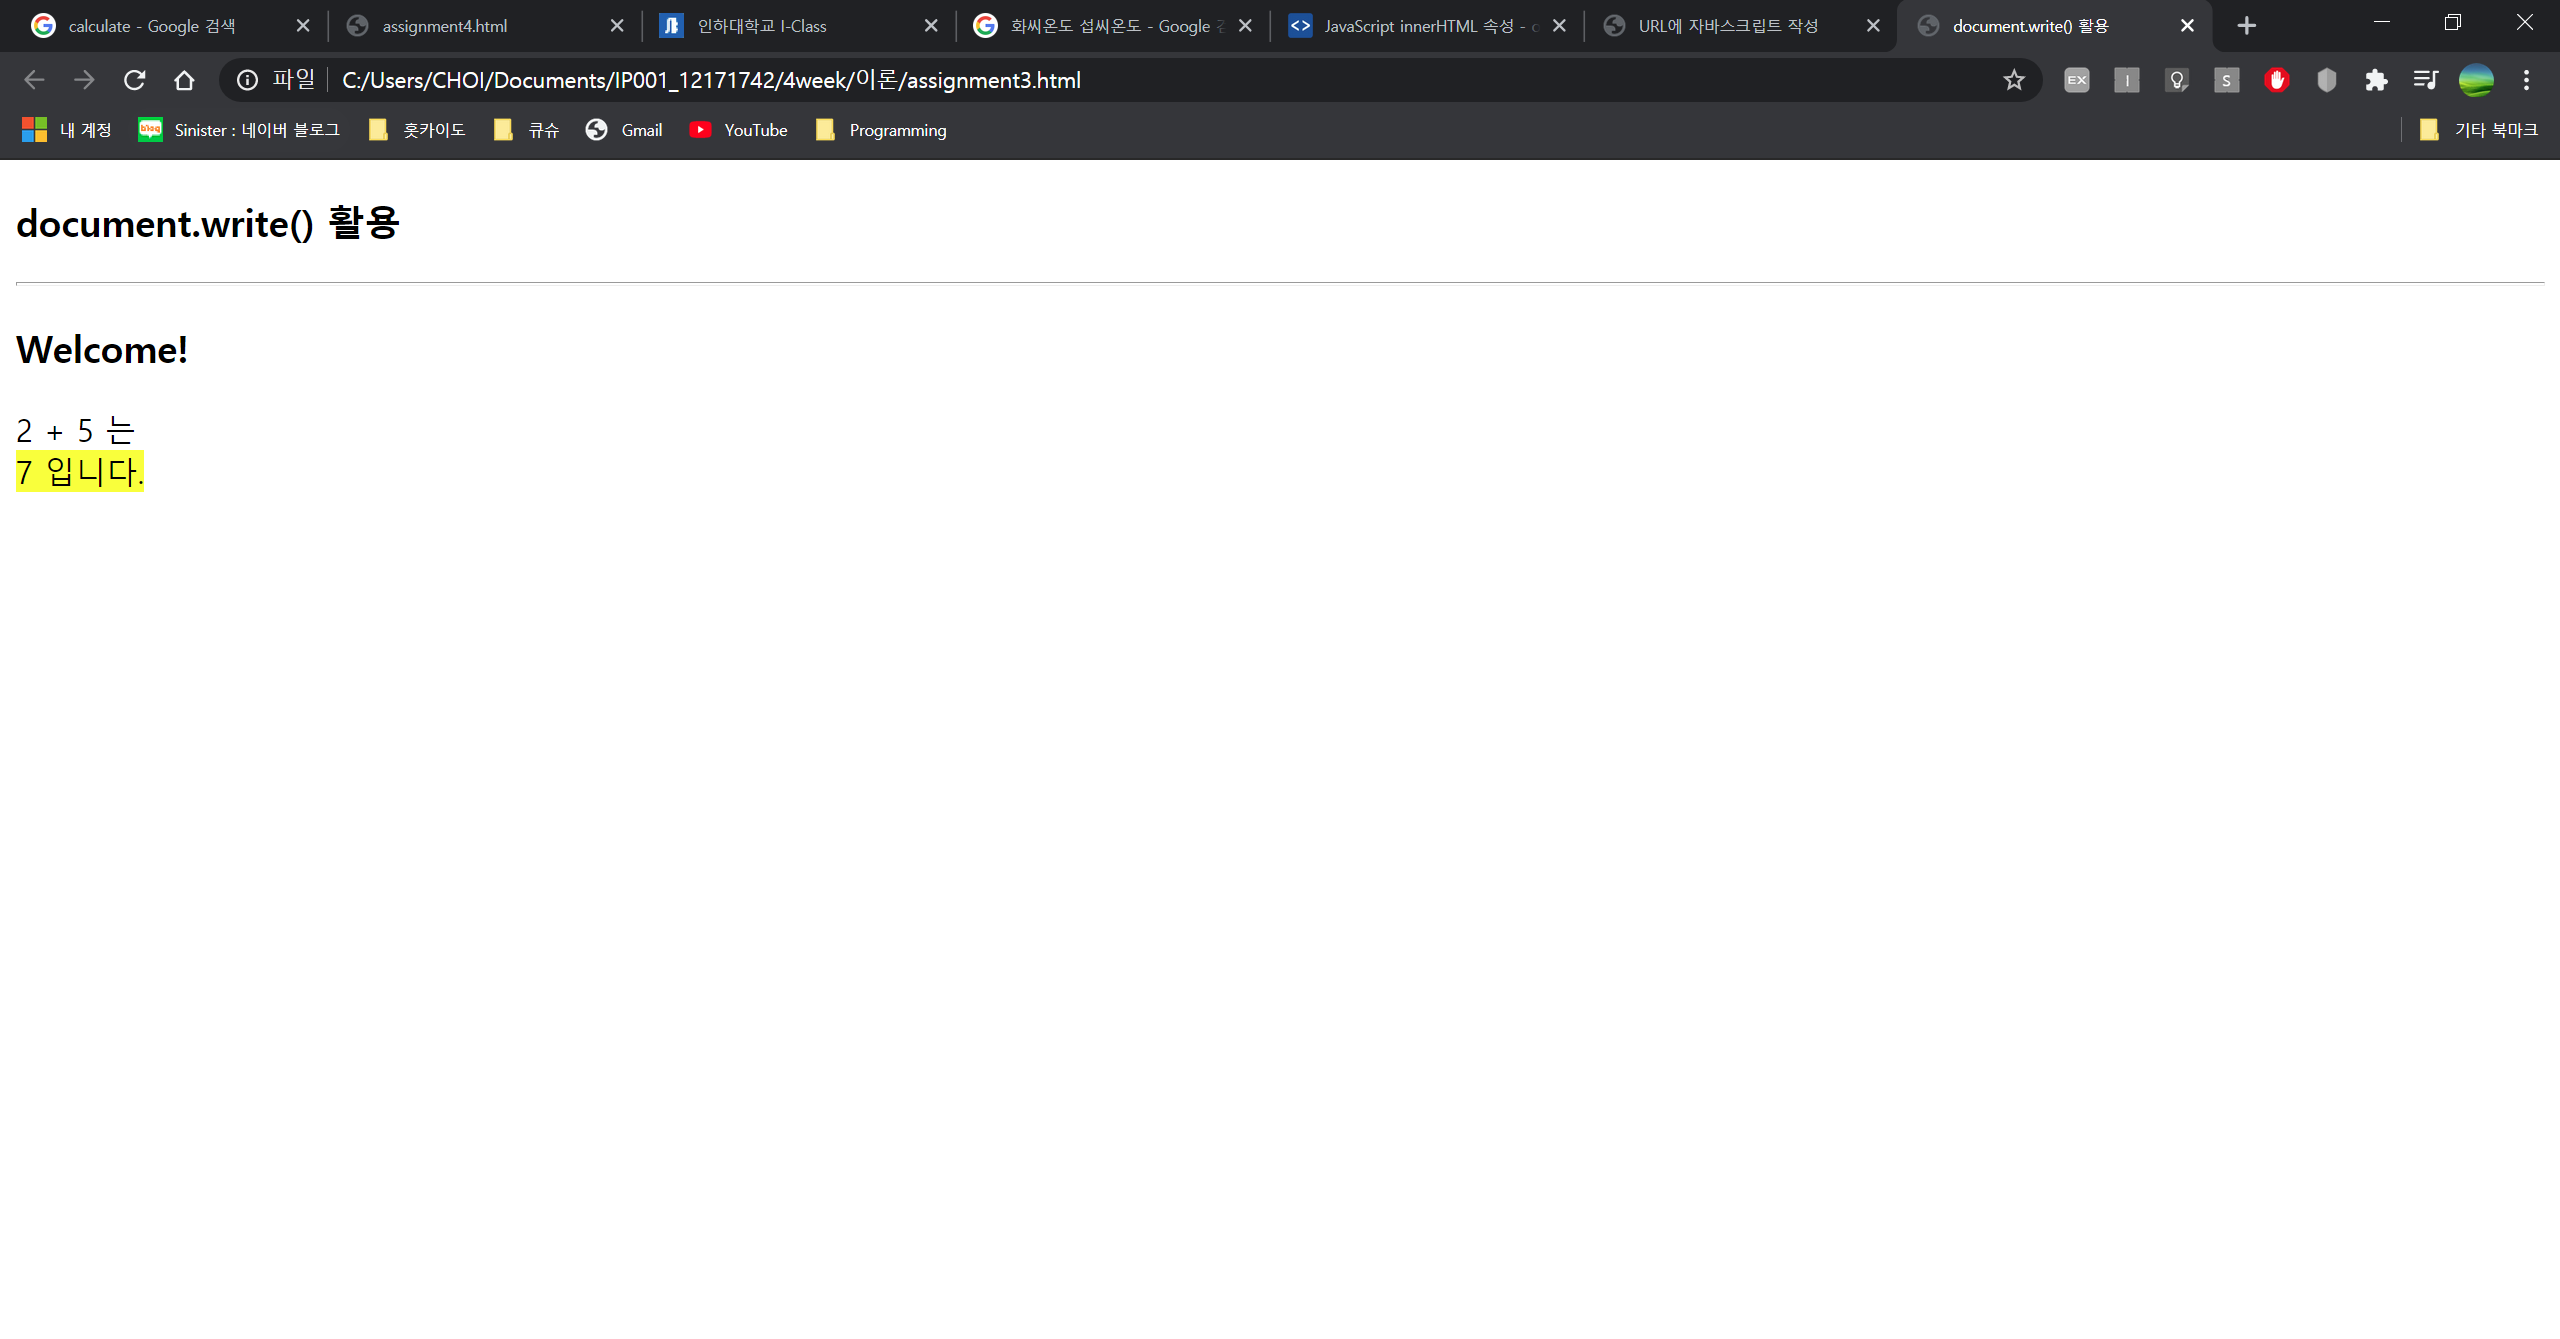 calculate - Google 검색
assignment4.html
인하대학교 I-Class
화씨온도 섭씨온도 - Google
JavaScript innerHTML 속성 -
URL에 자바스크립트 작성
document.write() 활용
파일
C:/Users/CHOI/Documents/IP001_12171742/4week/이론/assignment3.html
EX
I
S
내 계정
blog
Sinister : 네이버 블로그
홋카이도
큐슈
Gmail
YouTube
Programming
기타 북마크
document.write() 활용
Welcome!
2 + 5 는
7 입니다.